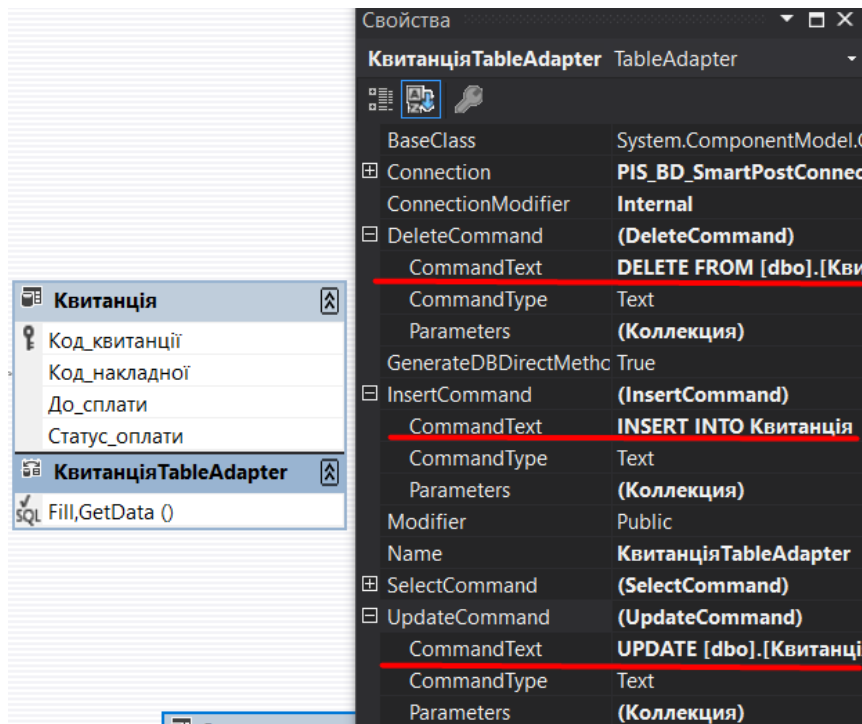 Свойства
КвитанціяTableAdapter TableAdapter
BaseClass System.ComponentModel.
Connection PIS_BD_SmartPostConnec
ConnectionModifier Internal
DeleteCommand (DeleteCommand)
CommandText DELETE FROM [dbo].[Кви
CommandType Text
Parameters (Коллекция)
GenerateDBDirectMetho True
InsertCommand (InsertCommand)
CommandText INSERT INTO Квитанція
CommandType Text
Parameters (Коллекция)
Modifier Public
Name КвитанціяTableAdapter
SelectCommand (SelectCommand)
UpdateCommand (UpdateCommand)
CommandText UPDATE [dbo].[Квитанці
CommandType Text
Parameters (Коллекция)
Квитанція
Код_квитанції
Код_накладної
До_сплати
Статус_оплати
КвитанціяTableAdapter
SQL Fill,GetData ()